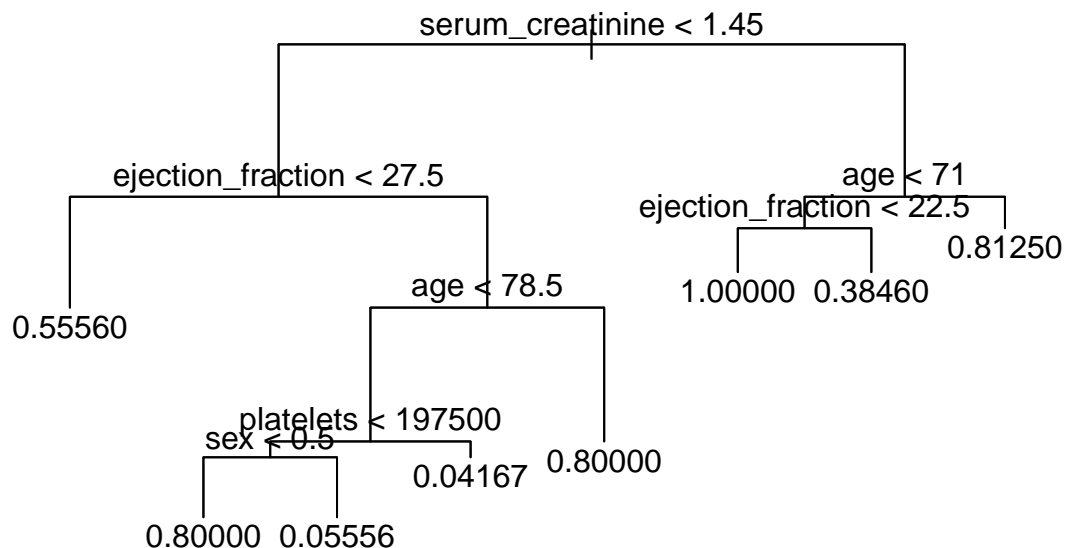 serum_creatinine < 1.45
ejection_fraction < 27.5
age < 71
ejection_fraction < 22.5
0.81250
1.00000
0.38460
age < 78.5
0.55560
platelets < 197500
sex < 0.5
0.80000
0.04167
0.80000
0.05556